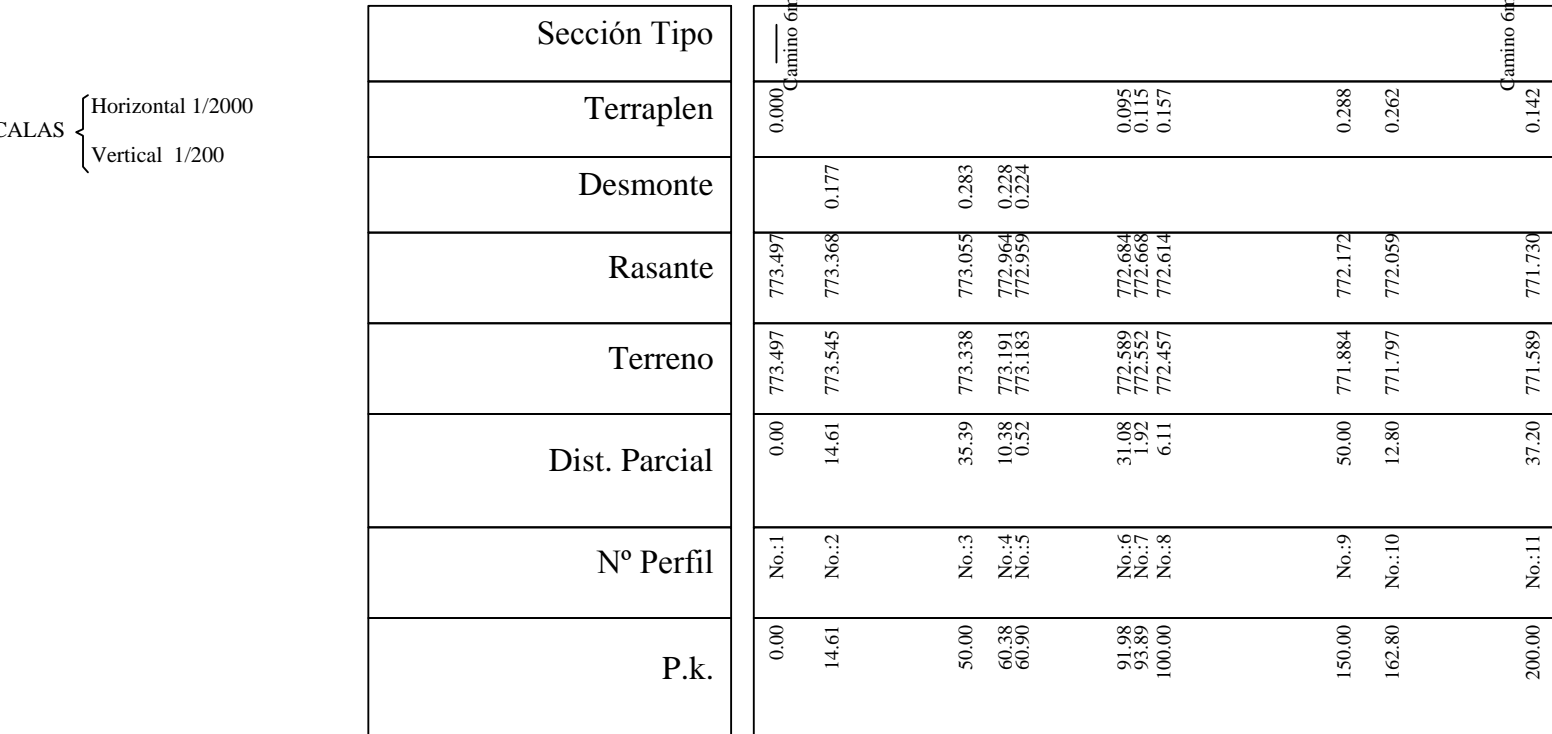 CALAS
Horizontal 1/2000
Vertical 1/200
Sección Tipo
Camino 6m
Camino 6m
Terraplen
0.000 0.095 0.115 0.157 0.288 0.262 0.142
Desmonte
0.177 0.283 0.228 0.224
Rasante
773.497 773.368 773.055 772.964 772.959 772.684 772.668 772.614 772.172 772.059 771.730
Terreno
773.497 773.545 773.338 773.191 773.183 772.589 772.552 772.457 771.884 771.797 771.589
Dist. Parcial
0.00 14.61 35.39 10.38 0.52 31.08 1.92 6.11 50.00 12.80 37.20
Nº Perfil
No.:1 No.:2 No.:3 No.:4 No.:5 No.:6 No.:7 No.:8 No.:9 No.:10 No.:11
P.k.
0.00 14.61 50.00 60.38 60.90 91.98 93.89 100.00 150.00 162.80 200.00